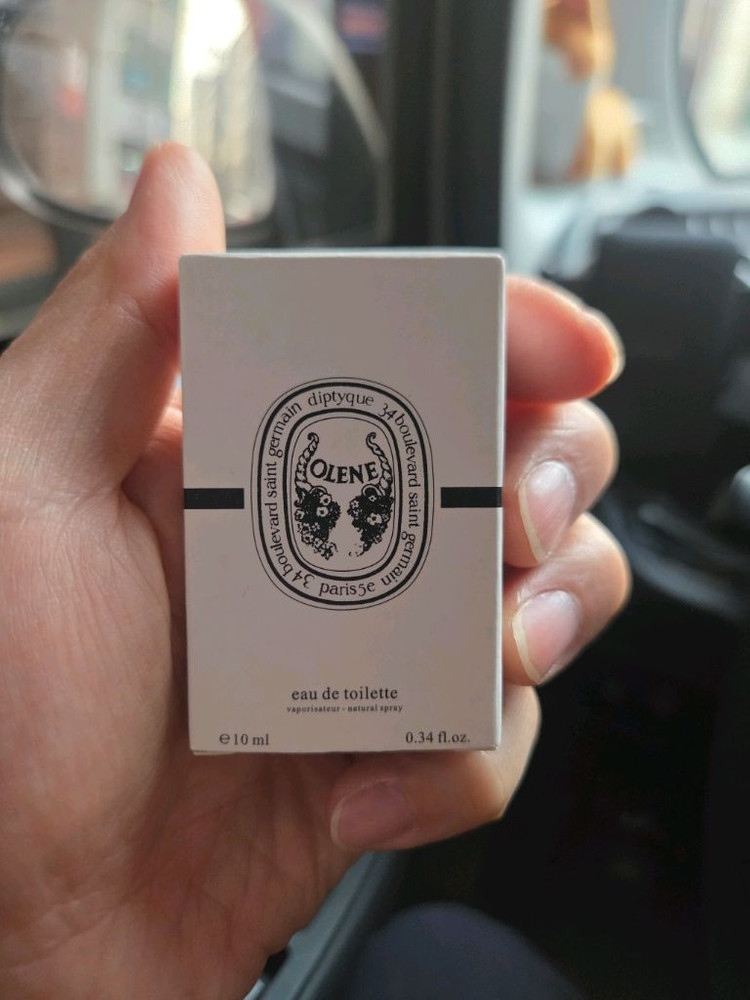 diptyque 34 boulevard saint germain paris5e 34 boulevard saint germain
OLENE
eau de toilette
vaporisateur - natural spray
℮10 ml 0.34 fl.oz.